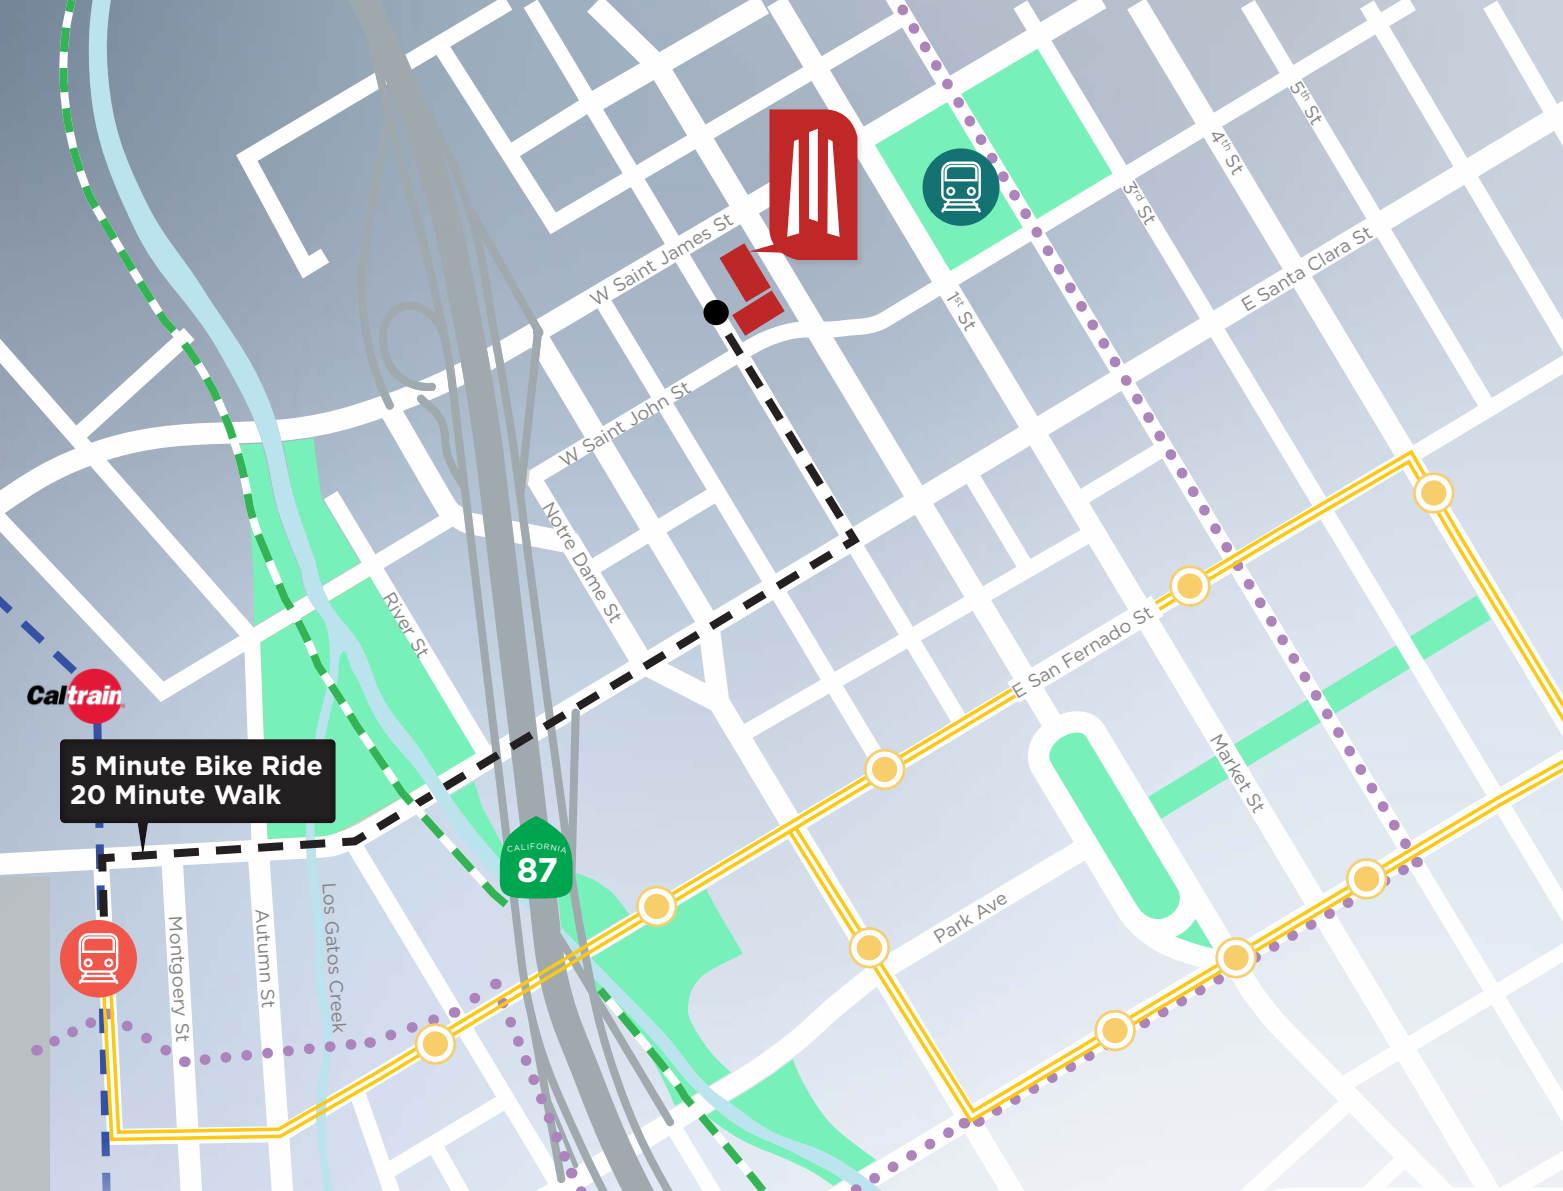 5th St
4th St
3rd St
W Saint James St
E Santa Clara St
1st St
W Saint John St
Notre Dame St
River St
E San Fernado St
Caltrain
5 Minute Bike Ride
20 Minute Walk
Market St
CALIFORNIA
87
Park Ave
Montgoery St
Autumn St
Los Gatos Creek